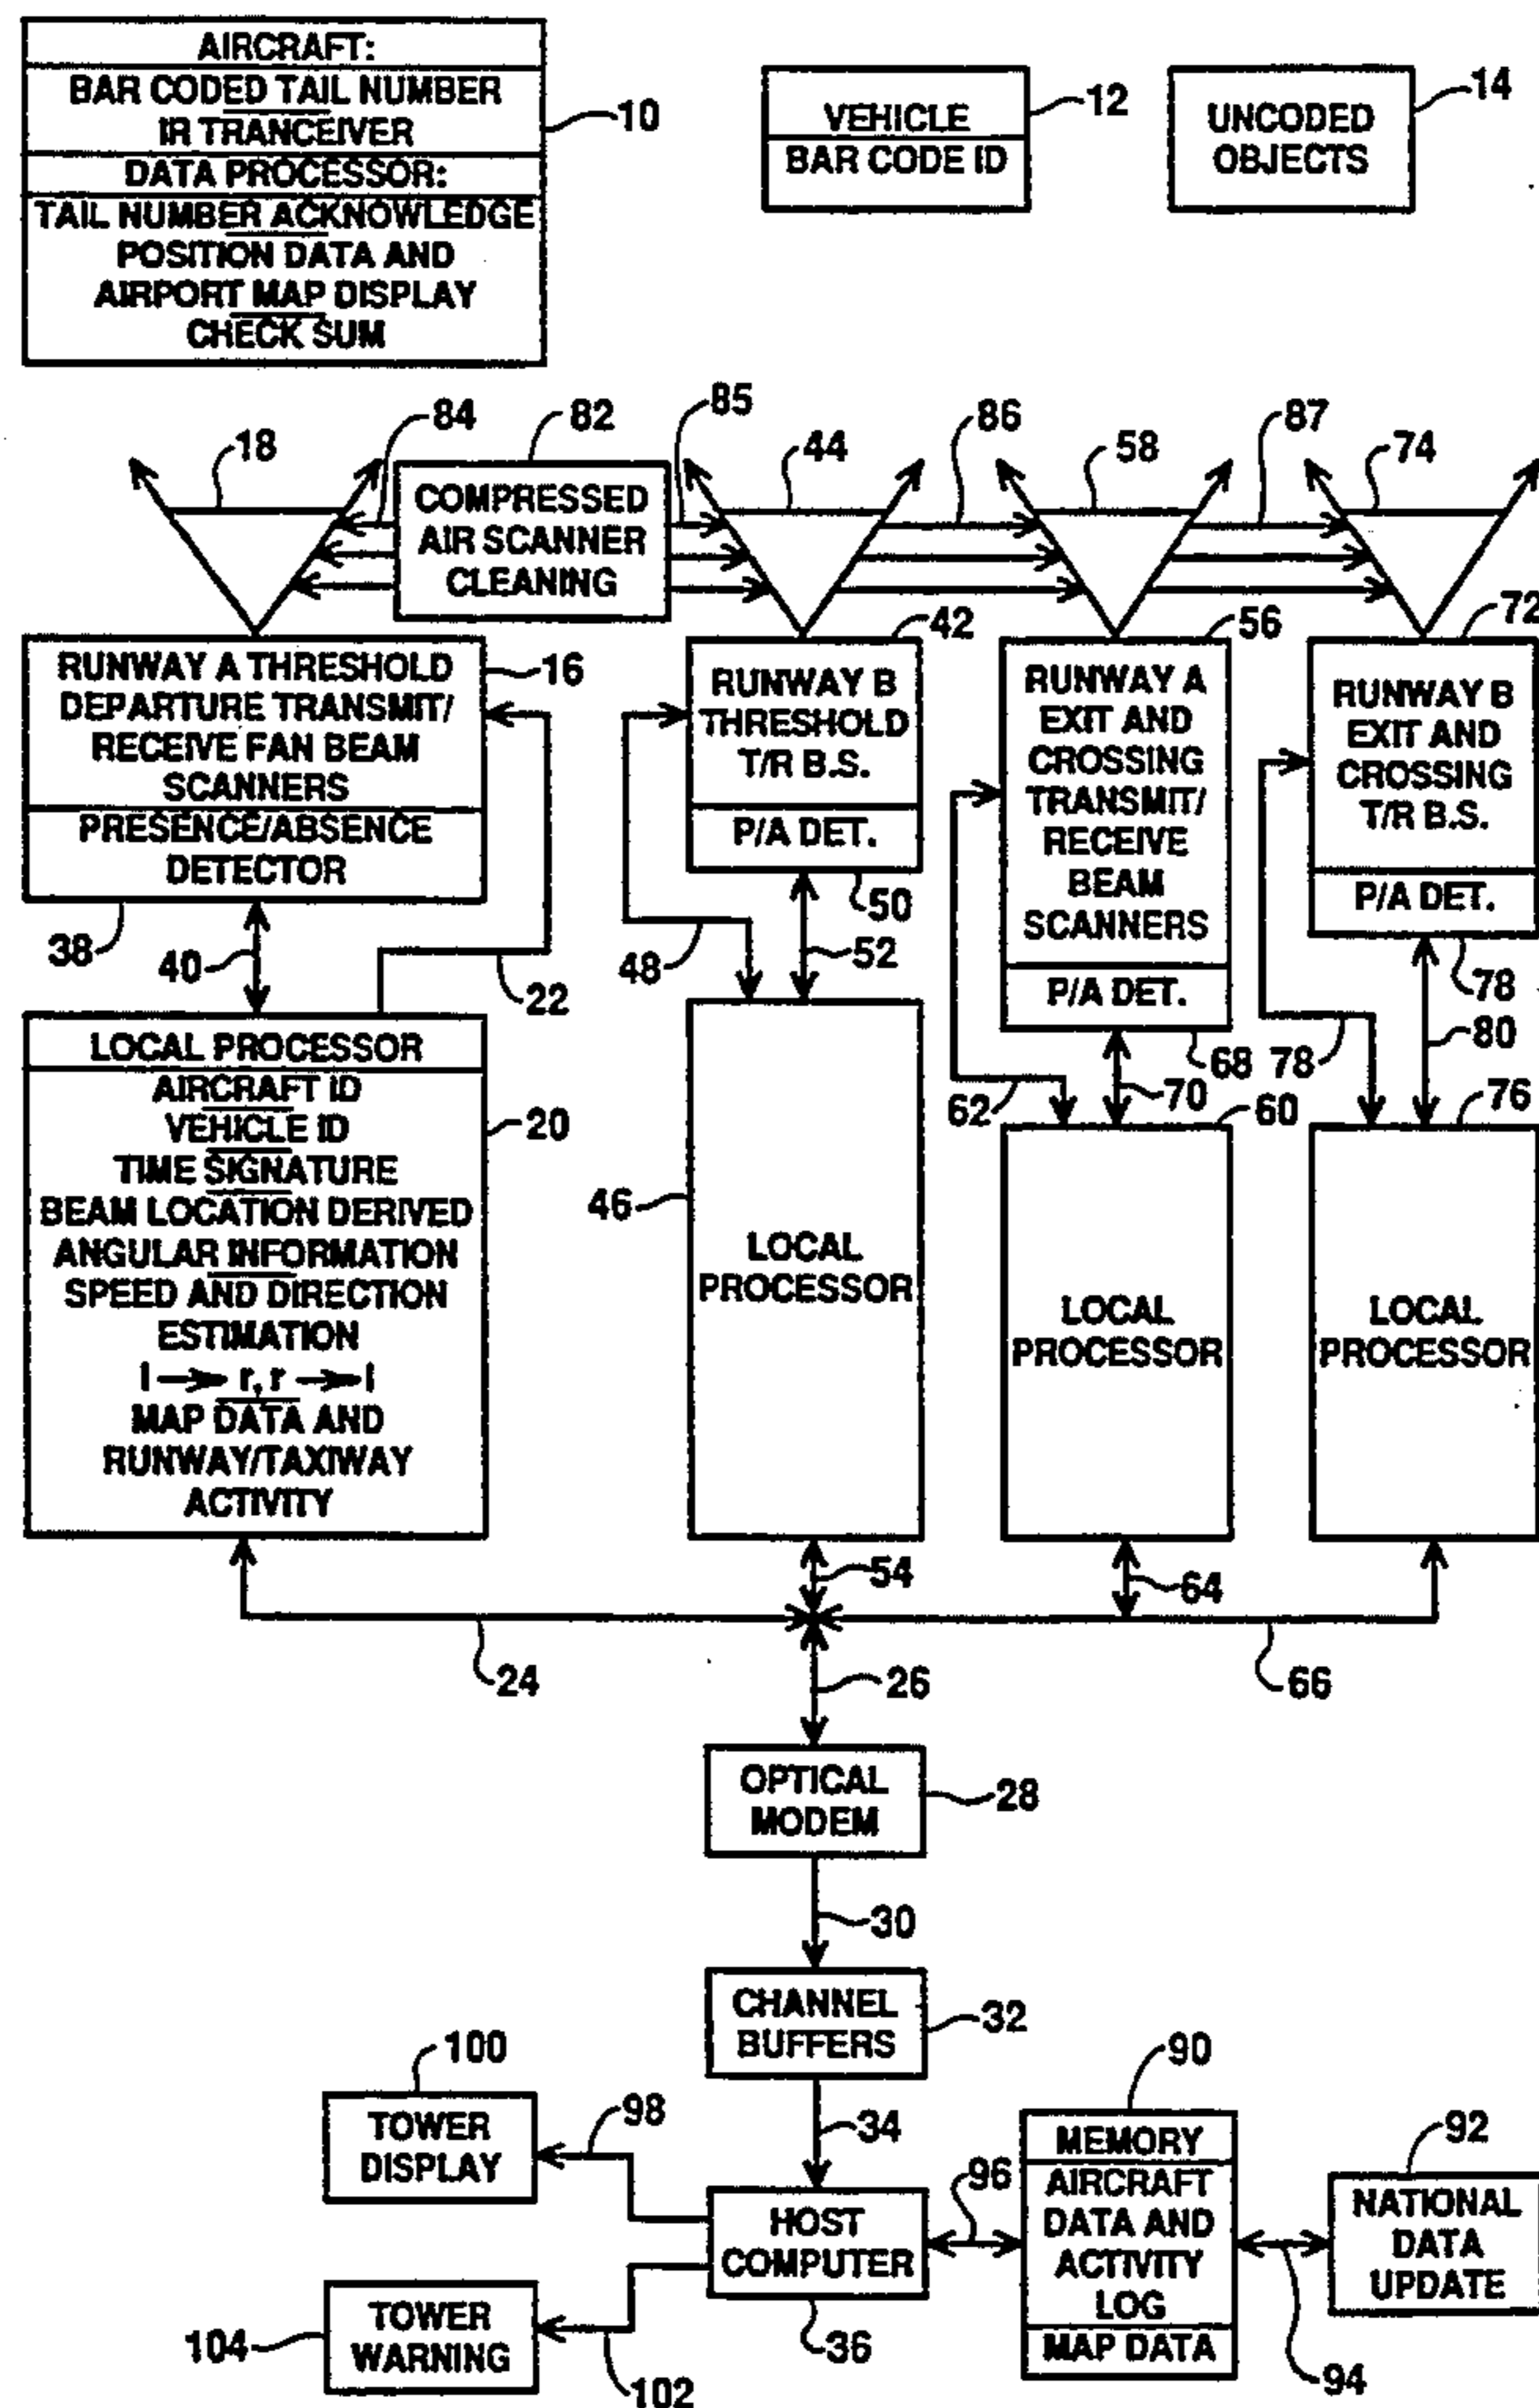 AIRCRAFT:
BAR CODED TAIL NUMBER
IR TRANCEIVER
DATA PROCESSOR:
TAIL NUMBER ACKNOWLEDGE
POSITION DATA AND
AIRPORT MAP DISPLAY
CHECK SUM
10
VEHICLE
BAR CODE ID
12
UNCODED
OBJECTS
14
18
84
82
85
44
86
58
87
74
COMPRESSED
AIR SCANNER
CLEANING
RUNWAY A THRESHOLD
DEPARTURE TRANSMIT/
RECEIVE FAN BEAM
SCANNERS
PRESENCE/ABSENCE
DETECTOR
16
38
40
22
RUNWAY B
THRESHOLD
T/R B.S.
P/A DET.
42
50
48
52
RUNWAY A
EXIT AND
CROSSING
TRANSMIT/
RECEIVE
BEAM
SCANNERS
P/A DET.
56
68
62
70
RUNWAY B
EXIT AND
CROSSING
T/R B.S.
P/A DET.
72
78
78
80
LOCAL PROCESSOR
AIRCRAFT ID
VEHICLE ID
TIME SIGNATURE
BEAM LOCATION DERIVED
ANGULAR INFORMATION
SPEED AND DIRECTION
ESTIMATION
l → r, r → l
MAP DATA AND
RUNWAY/TAXIWAY
ACTIVITY
20
46
LOCAL
PROCESSOR
60
LOCAL
PROCESSOR
76
LOCAL
PROCESSOR
54
64
24
26
66
OPTICAL
MODEM
28
30
CHANNEL
BUFFERS
32
34
100
TOWER
DISPLAY
98
HOST
COMPUTER
36
96
90
MEMORY
AIRCRAFT
DATA AND
ACTIVITY
LOG
MAP DATA
92
NATIONAL
DATA
UPDATE
94
104
TOWER
WARNING
102